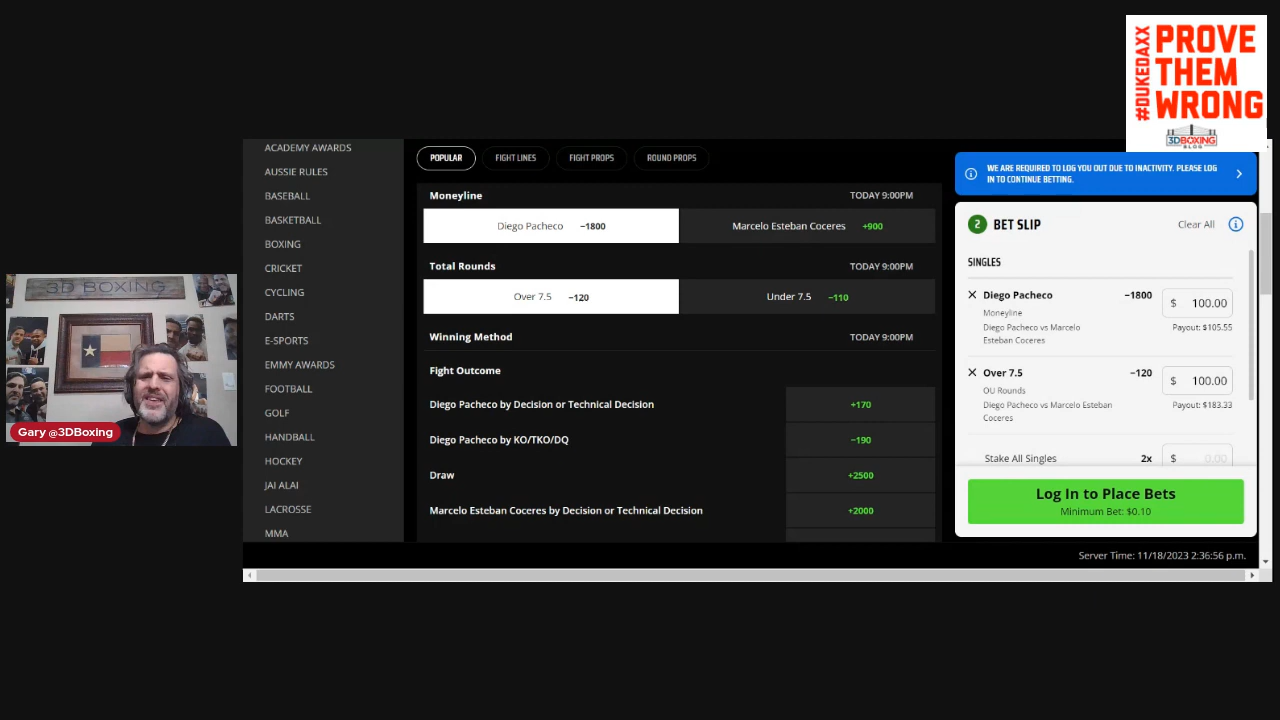 #DUKEDAXX
PROVE
THEM
WRONG
3DBOXING
BLOG
ACADEMY AWARDS
AUSSIE RULES
BASEBALL
BASKETBALL
BOXING
CRICKET
CYCLING
DARTS
E-SPORTS
EMMY AWARDS
FOOTBALL
GOLF
HANDBALL
HOCKEY
JAI ALAI
LACROSSE
MMA
POPULAR FIGHT LINES FIGHT PROPS ROUND PROPS
Moneyline TODAY 9:00PM
Diego Pacheco −1800 Marcelo Esteban Coceres +900
Total Rounds TODAY 9:00PM
Over 7.5 −120 Under 7.5 −110
Winning Method TODAY 9:00PM
Fight Outcome
Diego Pacheco by Decision or Technical Decision +170
Diego Pacheco by KO/TKO/DQ −190
Draw +2500
Marcelo Esteban Coceres by Decision or Technical Decision +2000
WE ARE REQUIRED TO LOG YOU OUT DUE TO INACTIVITY. PLEASE LOG
IN TO CONTINUE BETTING.
2 BET SLIP Clear All
SINGLES
Diego Pacheco −1800 $ 100.00
Moneyline Payout: $105.55
Diego Pacheco vs Marcelo
Esteban Coceres
Over 7.5 −120 $ 100.00
OU Rounds
Diego Pacheco vs Marcelo Esteban Payout: $183.33
Coceres
Stake All Singles 2x $ 0.00
Log In to Place Bets
Minimum Bet: $0.10
Server Time: 11/18/2023 2:36:56 p.m.
3D BOXING
Gary @3DBoxing